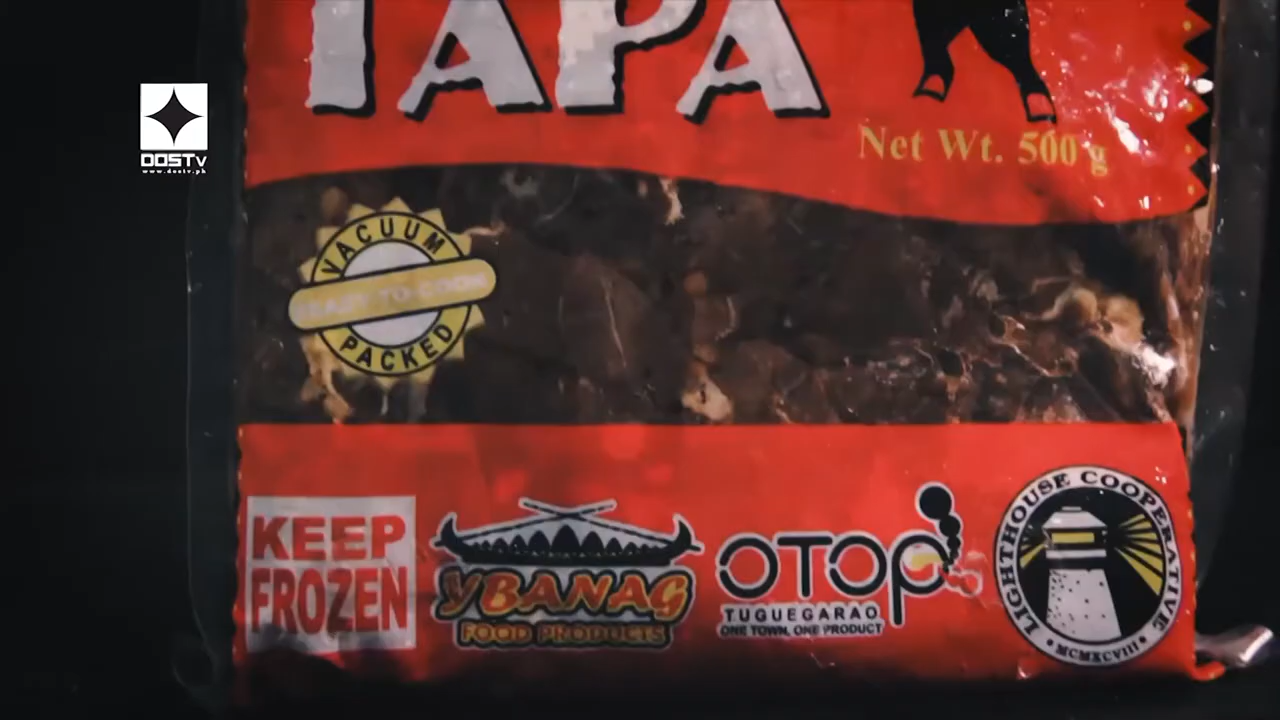 TAPA
DOSTv
www.dostv.ph
Net Wt. 500 g
VACUUM
READY-TO-COOK
PACKED
KEEP
FROZEN
YBANAG
FOOD PRODUCTS
OTOP
TUGUEGARAO
ONE TOWN, ONE PRODUCT
LIGHTHOUSE COOPERATIVE
• MCMXCVIII •